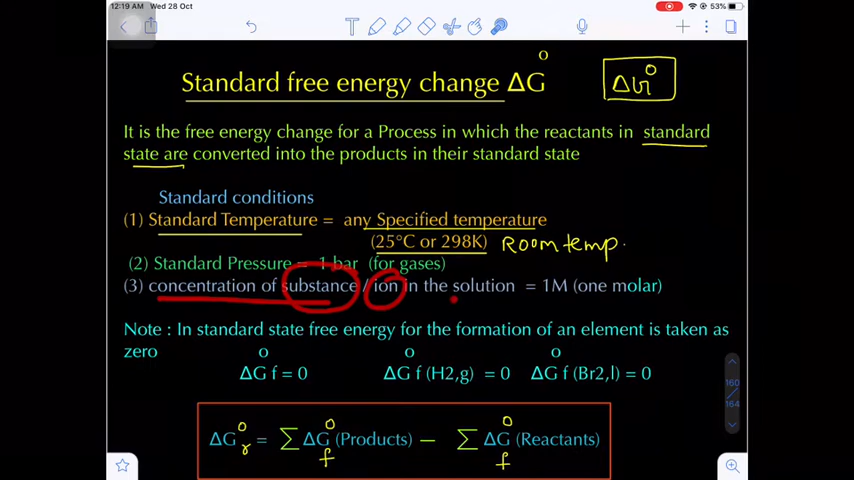 12:19 AM Wed 28 Oct 53%
Standard free energy change ΔG° ΔG°
It is the free energy change for a Process in which the reactants in standard
state are converted into the products in their standard state
Standard conditions
(1) Standard Temperature = any Specified temperature
(25°C or 298K) Room temp.
(2) Standard Pressure = 1 bar (for gases)
(3) concentration of substance / ion in the solution = 1M (one molar)
Note : In standard state free energy for the formation of an element is taken as
zero
ΔG° f = 0 ΔG° f (H2,g) = 0 ΔG° f (Br2,l) = 0
ΔG°r = Σ ΔG°f (Products) − Σ ΔG°f (Reactants)
160
164